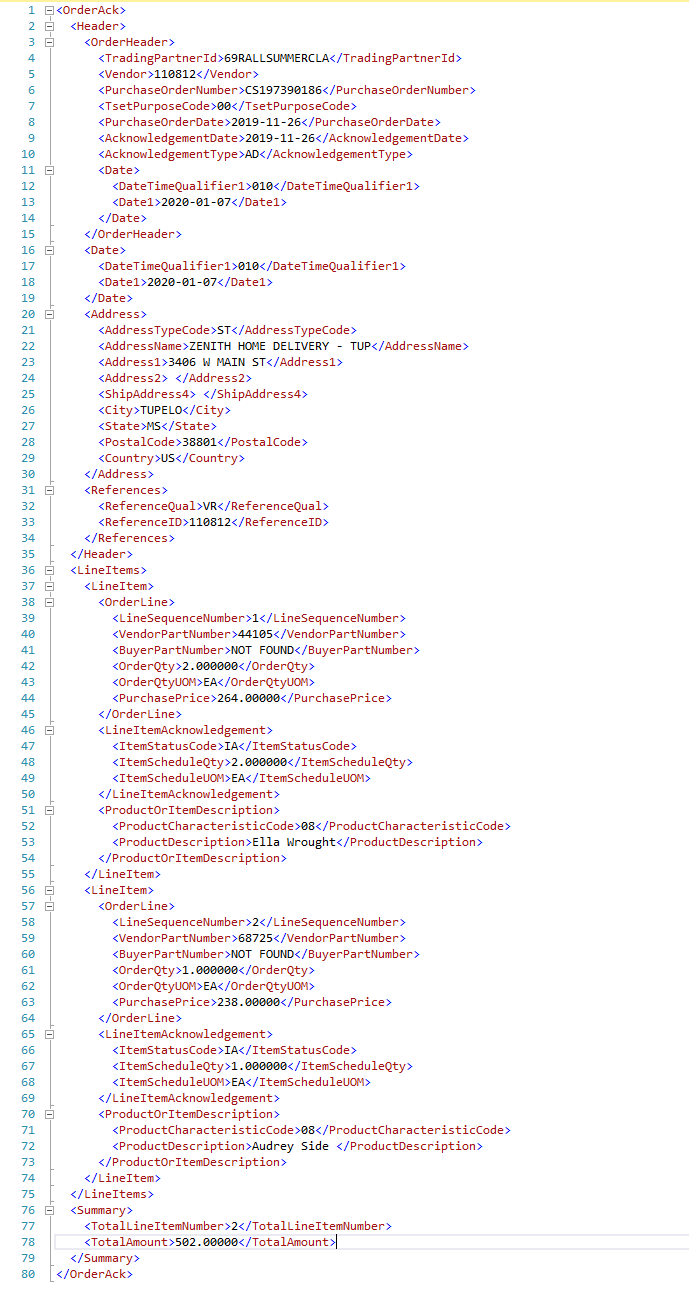 1 <OrderAck>
2 <Header>
3 <OrderHeader>
4 <TradingPartnerId>69RALLSUMMERCLA</TradingPartnerId>
5 <Vendor>110812</Vendor>
6 <PurchaseOrderNumber>CS197390186</PurchaseOrderNumber>
7 <TsetPurposeCode>00</TsetPurposeCode>
8 <PurchaseOrderDate>2019-11-26</PurchaseOrderDate>
9 <AcknowledgementDate>2019-11-26</AcknowledgementDate>
10 <AcknowledgementType>AD</AcknowledgementType>
11 <Date>
12 <DateTimeQualifier1>010</DateTimeQualifier1>
13 <Date1>2020-01-07</Date1>
14 </Date>
15 </OrderHeader>
16 <Date>
17 <DateTimeQualifier1>010</DateTimeQualifier1>
18 <Date1>2020-01-07</Date1>
19 </Date>
20 <Address>
21 <AddressTypeCode>ST</AddressTypeCode>
22 <AddressName>ZENITH HOME DELIVERY - TUP</AddressName>
23 <Address1>3406 W MAIN ST</Address1>
24 <Address2> </Address2>
25 <ShipAddress4> </ShipAddress4>
26 <City>TUPELO</City>
27 <State>MS</State>
28 <PostalCode>38801</PostalCode>
29 <Country>US</Country>
30 </Address>
31 <References>
32 <ReferenceQual>VR</ReferenceQual>
33 <ReferenceID>110812</ReferenceID>
34 </References>
35 </Header>
36 <LineItems>
37 <LineItem>
38 <OrderLine>
39 <LineSequenceNumber>1</LineSequenceNumber>
40 <VendorPartNumber>44105</VendorPartNumber>
41 <BuyerPartNumber>NOT FOUND</BuyerPartNumber>
42 <OrderQty>2.000000</OrderQty>
43 <OrderQtyUOM>EA</OrderQtyUOM>
44 <PurchasePrice>264.00000</PurchasePrice>
45 </OrderLine>
46 <LineItemAcknowledgement>
47 <ItemStatusCode>IA</ItemStatusCode>
48 <ItemScheduleQty>2.000000</ItemScheduleQty>
49 <ItemScheduleUOM>EA</ItemScheduleUOM>
50 </LineItemAcknowledgement>
51 <ProductOrItemDescription>
52 <ProductCharacteristicCode>08</ProductCharacteristicCode>
53 <ProductDescription>Ella Wrought</ProductDescription>
54 </ProductOrItemDescription>
55 </LineItem>
56 <LineItem>
57 <OrderLine>
58 <LineSequenceNumber>2</LineSequenceNumber>
59 <VendorPartNumber>68725</VendorPartNumber>
60 <BuyerPartNumber>NOT FOUND</BuyerPartNumber>
61 <OrderQty>1.000000</OrderQty>
62 <OrderQtyUOM>EA</OrderQtyUOM>
63 <PurchasePrice>238.00000</PurchasePrice>
64 </OrderLine>
65 <LineItemAcknowledgement>
66 <ItemStatusCode>IA</ItemStatusCode>
67 <ItemScheduleQty>1.000000</ItemScheduleQty>
68 <ItemScheduleUOM>EA</ItemScheduleUOM>
69 </LineItemAcknowledgement>
70 <ProductOrItemDescription>
71 <ProductCharacteristicCode>08</ProductCharacteristicCode>
72 <ProductDescription>Audrey Side </ProductDescription>
73 </ProductOrItemDescription>
74 </LineItem>
75 </LineItems>
76 <Summary>
77 <TotalLineItemNumber>2</TotalLineItemNumber>
78 <TotalAmount>502.00000</TotalAmount>
79 </Summary>
80 </OrderAck>